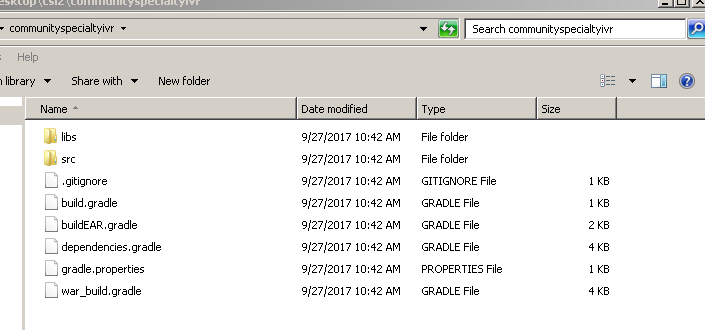 communityspecialtyivr
Search communityspecialtyivr
Help
library Share with New folder
Name Date modified Type Size
libs 9/27/2017 10:42 AM File folder
src 9/27/2017 10:42 AM File folder
.gitignore 9/27/2017 10:42 AM GITIGNORE File 1 KB
build.gradle 9/27/2017 10:42 AM GRADLE File 1 KB
buildEAR.gradle 9/27/2017 10:42 AM GRADLE File 2 KB
dependencies.gradle 9/27/2017 10:42 AM GRADLE File 4 KB
gradle.properties 9/27/2017 10:42 AM PROPERTIES File 1 KB
war_build.gradle 9/27/2017 10:42 AM GRADLE File 4 KB